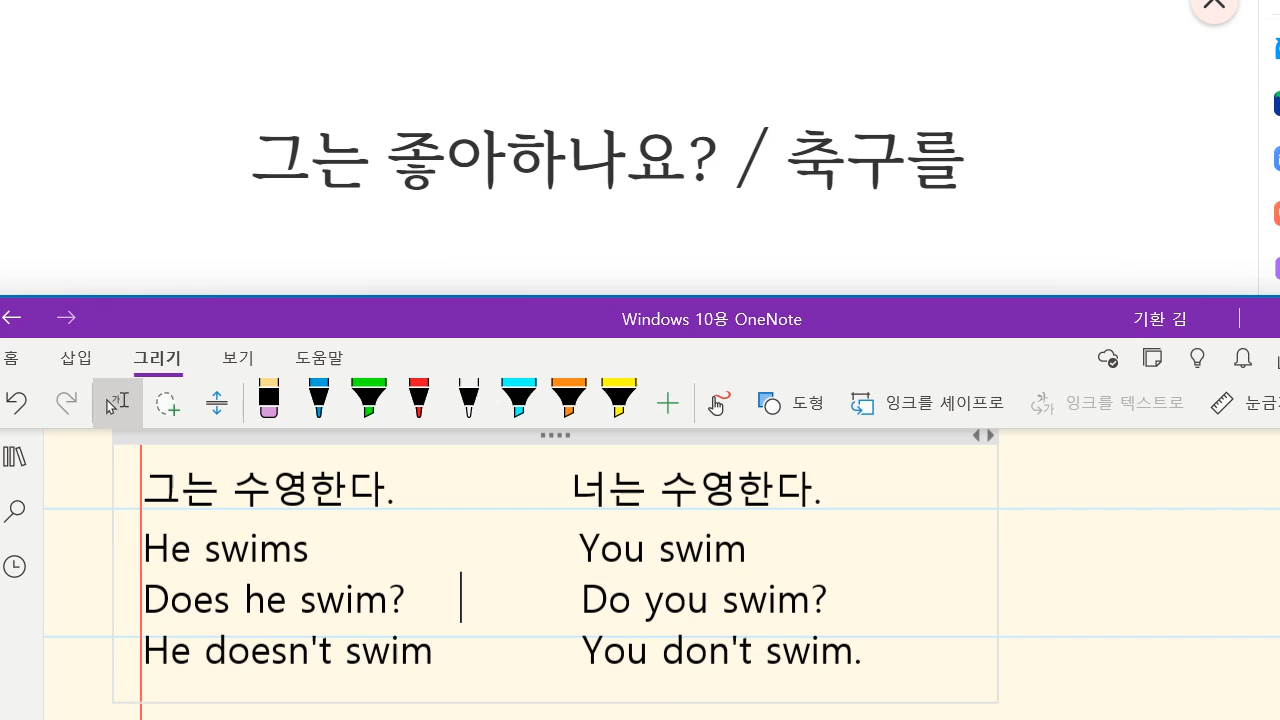 그는 좋아하나요? / 축구를
Windows 10용 OneNote 기환 김
홈 삽입 그리기 보기 도움말
도형 잉크를 셰이프로 잉크를 텍스트로
그는 수영한다. 너는 수영한다.
He swims You swim
Does he swim? Do you swim?
He doesn't swim You don't swim.